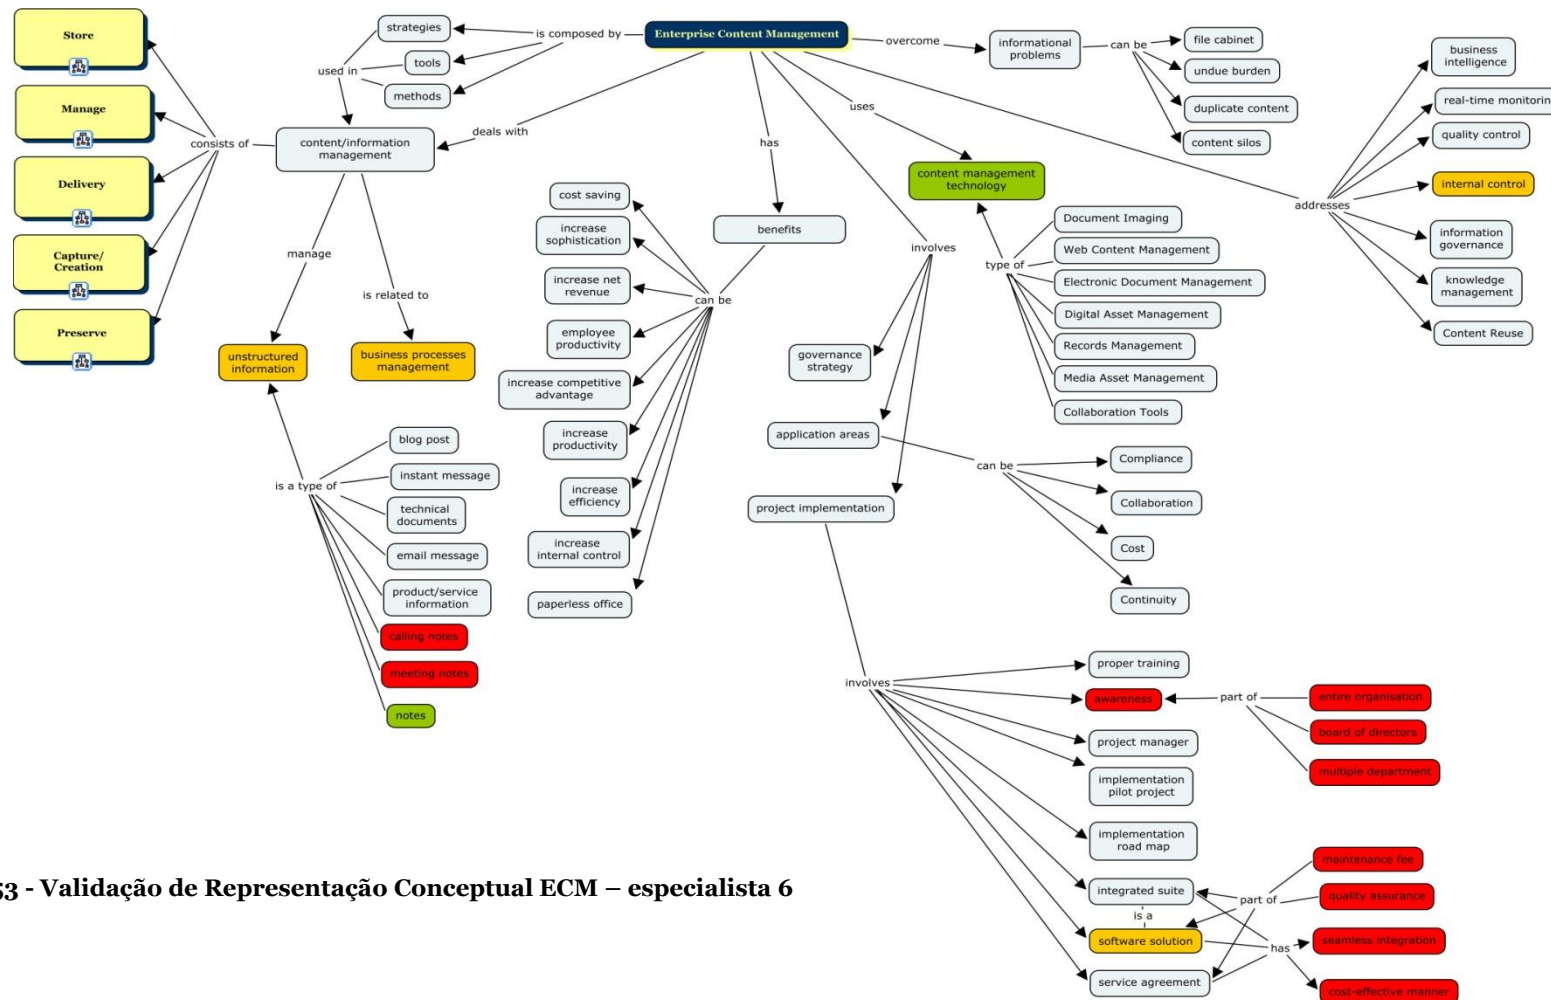 Store
Manage
Delivery
Capture/
Creation
Preserve
consists of
strategies
tools
methods
used in
is composed by
Enterprise Content Management
deals with
content/information
management
manage
is related to
unstructured
information
business processes
management
is a type of
blog post
instant message
technical
documents
email message
product/service
information
calling notes
meeting notes
notes
has
benefits
can be
cost saving
increase
sophistication
increase net
revenue
employee
productivity
increase competitive
advantage
increase
productivity
increase
efficiency
increase
internal control
paperless office
overcome
informational
problems
can be
file cabinet
undue burden
duplicate content
content silos
uses
content management
technology
type of
Document Imaging
Web Content Management
Electronic Document Management
Digital Asset Management
Records Management
Media Asset Management
Collaboration Tools
involves
governance
strategy
application areas
can be
Compliance
Collaboration
Cost
Continuity
project implementation
addresses
business
intelligence
real-time monitorin
quality control
internal control
information
governance
knowledge
management
Content Reuse
involves
proper training
awareness
part of
entire organisation
board of directors
multiple department
project manager
implementation
pilot project
implementation
road map
integrated suite
is a
software solution
service agreement
part of
has
maintenance fee
quality assurance
seamless integration
cost-effective manner
53 - Validação de Representação Conceptual ECM – especialista 6